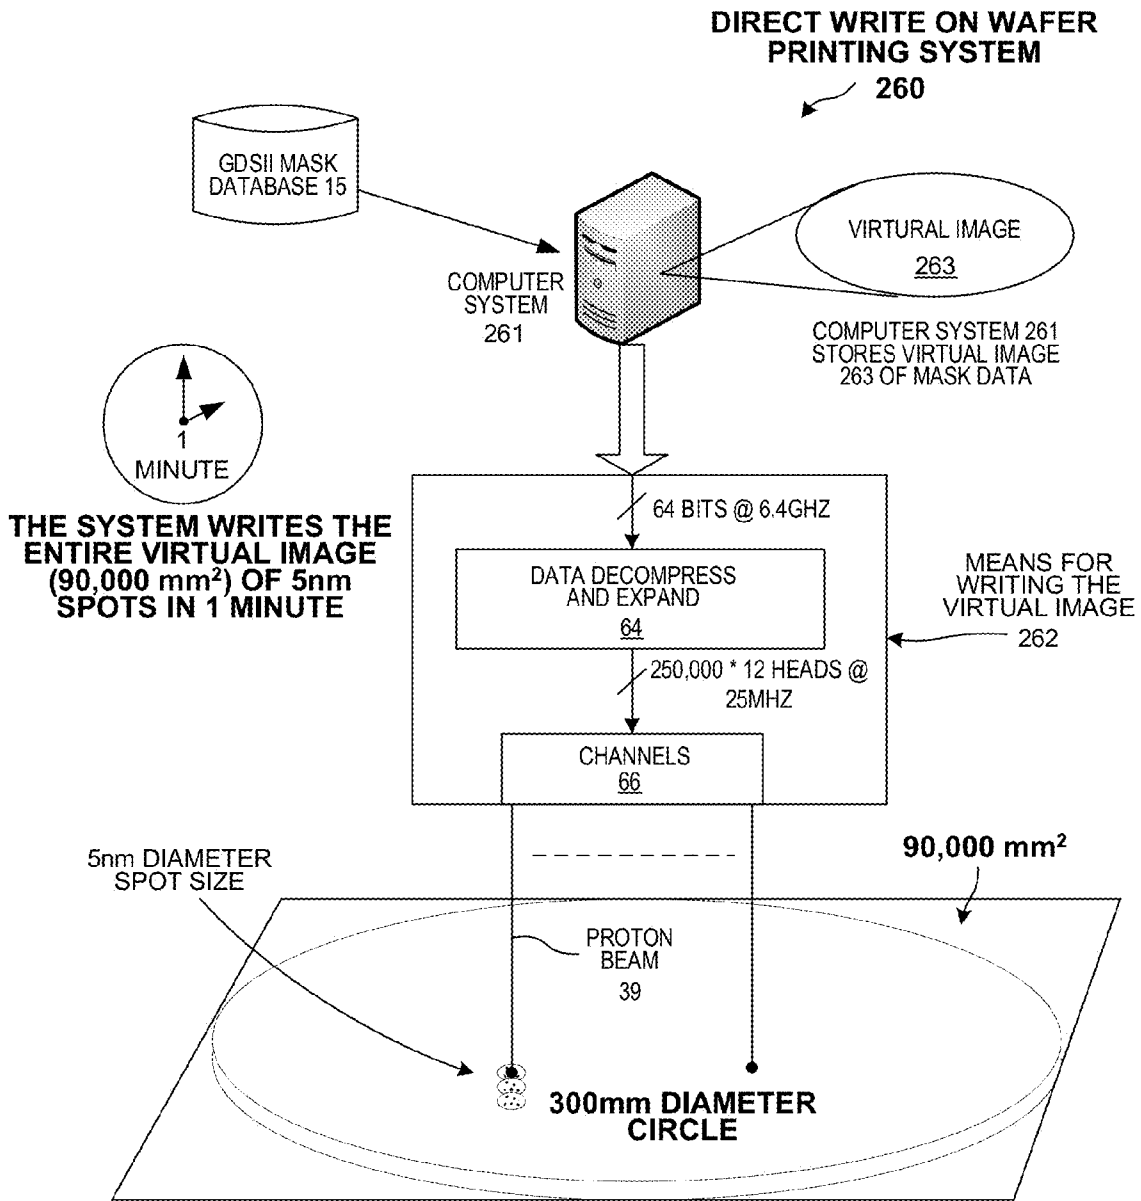 DIRECT WRITE ON WAFER
PRINTING SYSTEM
260
GDSII MASK
DATABASE 15
VIRTURAL IMAGE
263
COMPUTER
SYSTEM
261
COMPUTER SYSTEM 261
STORES VIRTUAL IMAGE
263 OF MASK DATA
1
MINUTE
THE SYSTEM WRITES THE
ENTIRE VIRTUAL IMAGE
(90,000 mm²) OF 5nm
SPOTS IN 1 MINUTE
64 BITS @ 6.4GHZ
DATA DECOMPRESS
AND EXPAND
64
MEANS FOR
WRITING THE
VIRTUAL IMAGE
262
250,000 * 12 HEADS @
25MHZ
CHANNELS
66
5nm DIAMETER
SPOT SIZE
90,000 mm²
PROTON
BEAM
39
300mm DIAMETER
CIRCLE